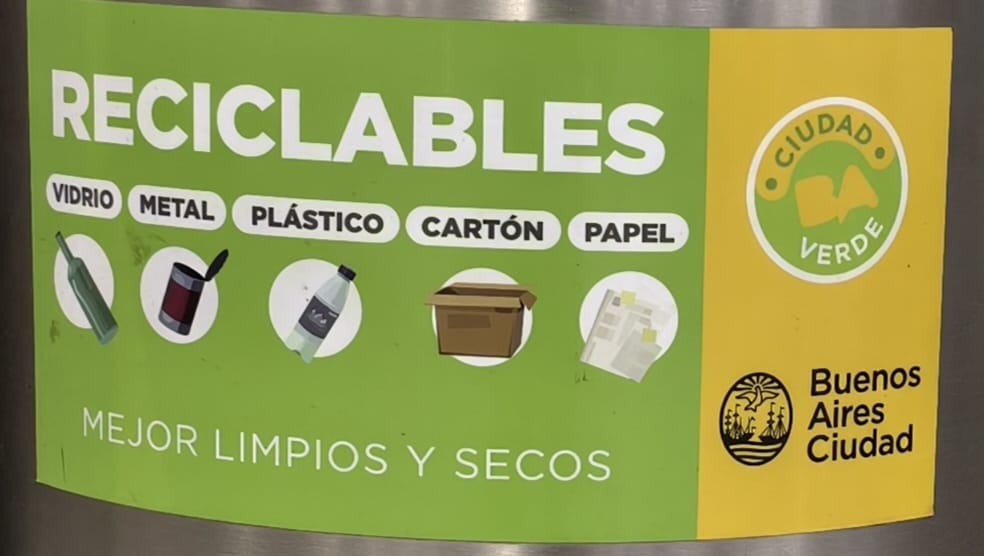 RECICLABLES
VIDRIO METAL PLÁSTICO CARTÓN PAPEL
MEJOR LIMPIOS Y SECOS
CIUDAD
VERDE
Buenos
Aires
Ciudad